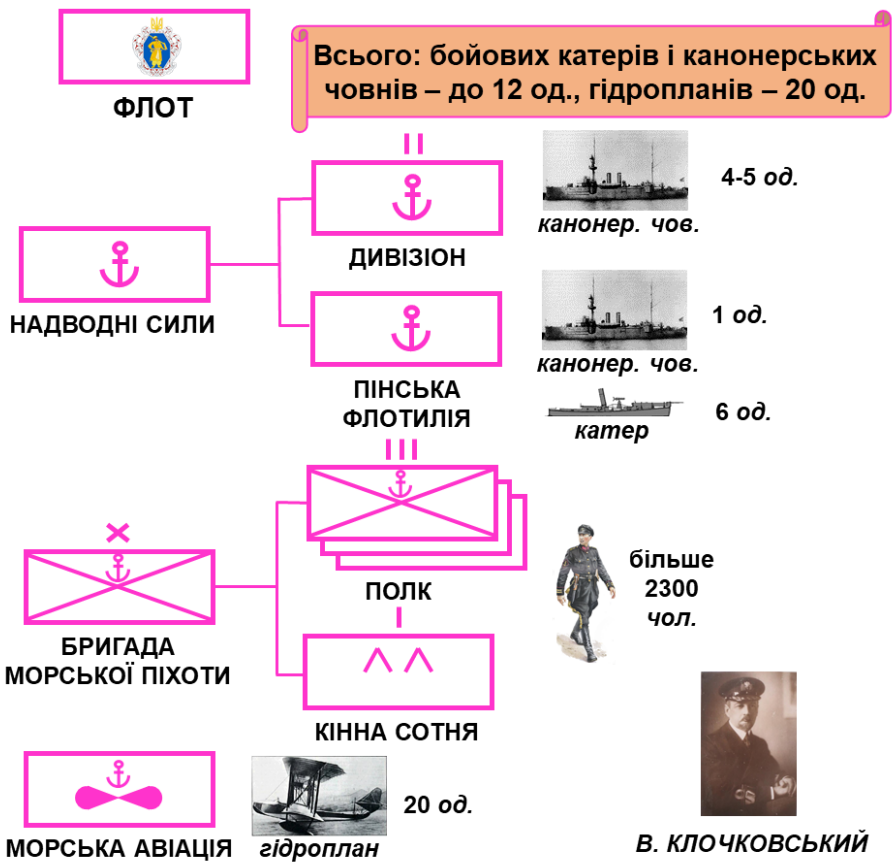 Всього: бойових катерів і канонерських
човнів – до 12 од., гідропланів – 20 од.
ФЛОТ
4-5 од.
канонер. чов.
ДИВІЗІОН
НАДВОДНІ СИЛИ
1 од.
канонер. чов.
ПІНСЬКА
ФЛОТИЛІЯ
6 од.
катер
більше
2300
чол.
ПОЛК
БРИГАДА
МОРСЬКОЇ ПІХОТИ
КІННА СОТНЯ
20 од.
МОРСЬКА АВІАЦІЯ
гідроплан
В. КЛОЧКОВСЬКИЙ